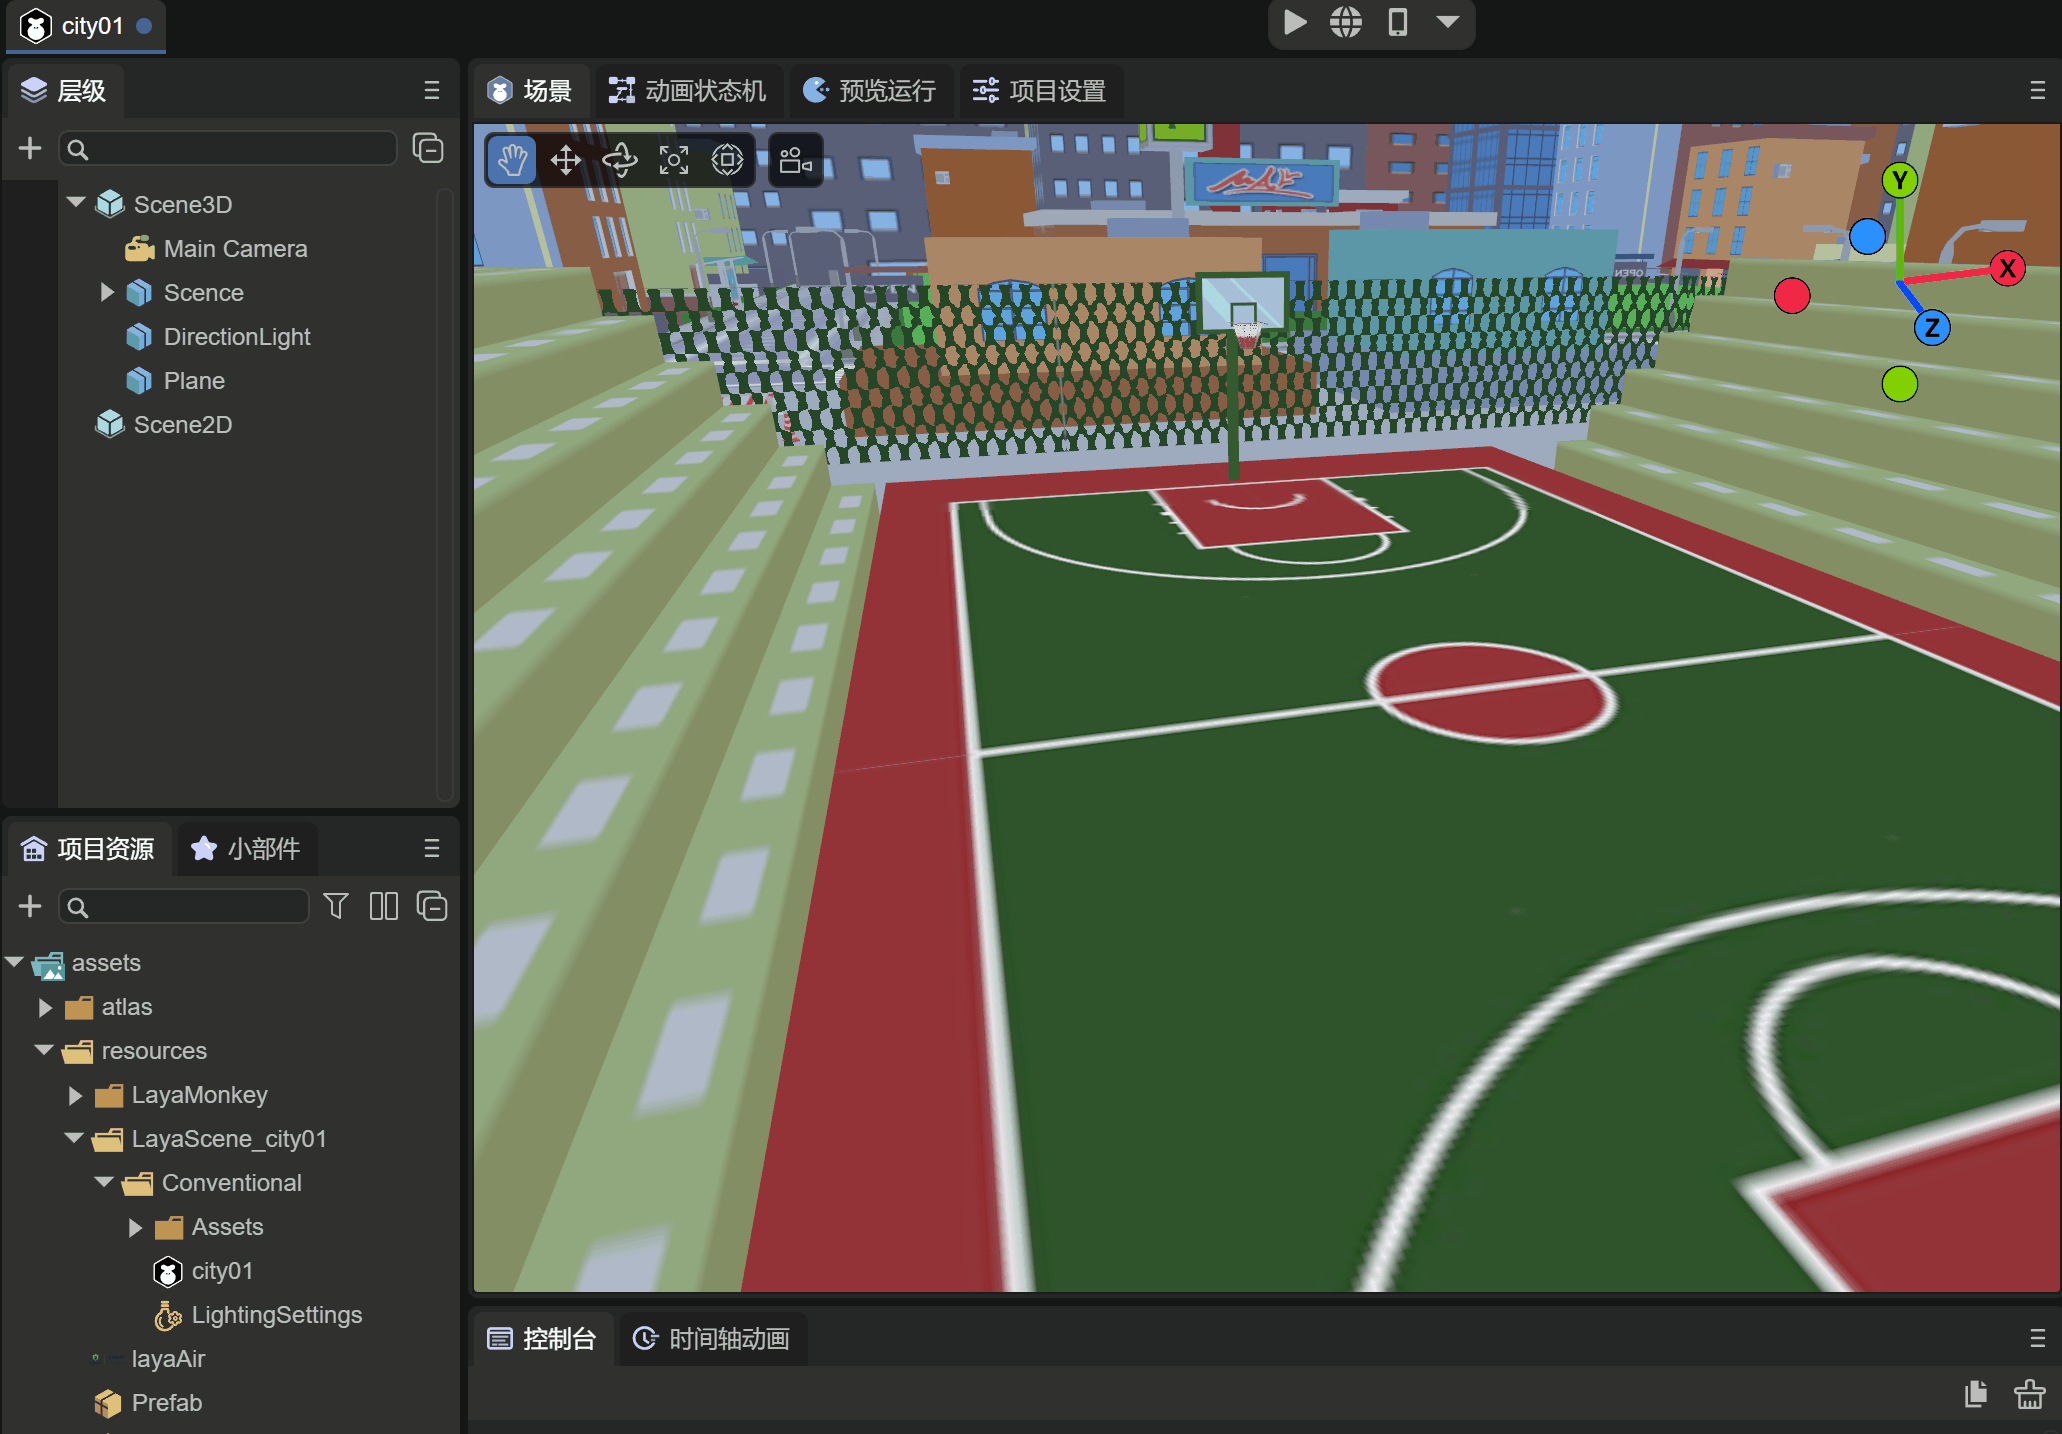 city01
层级
场景
动画状态机
预览运行
项目设置
Scene3D
Main Camera
Scence
DirectionLight
Plane
Scene2D
Y
X
Z
OPEN
项目资源
小部件
assets
atlas
resources
LayaMonkey
LayaScene_city01
Conventional
Assets
city01
LightingSettings
layaAir
Prefab
控制台
时间轴动画